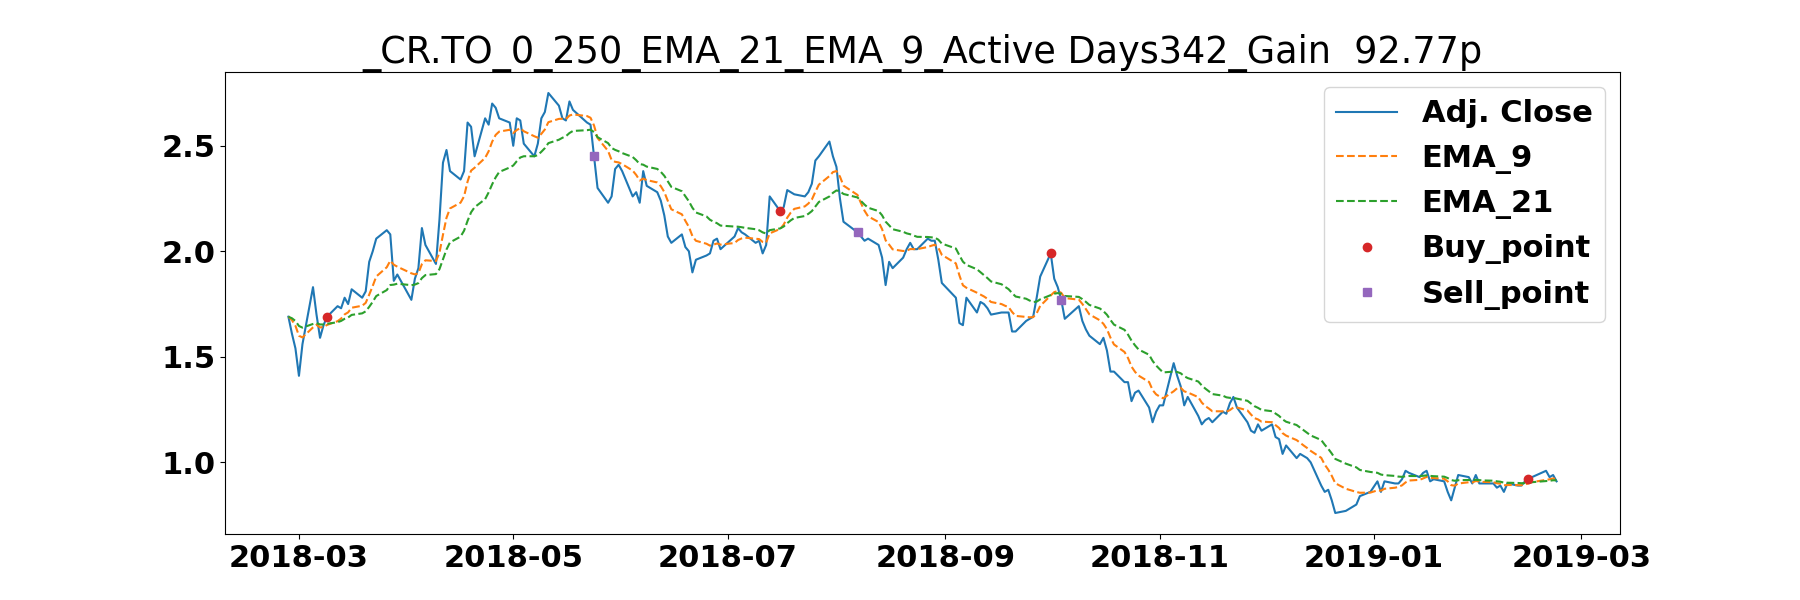 _CR.TO_0_250_EMA_21_EMA_9_Active Days342_Gain  92.77p
Adj. Close
EMA_9
EMA_21
Buy_point
Sell_point
2.5
2.0
1.5
1.0
2018-03 2018-05 2018-07 2018-09 2018-11 2019-01 2019-03